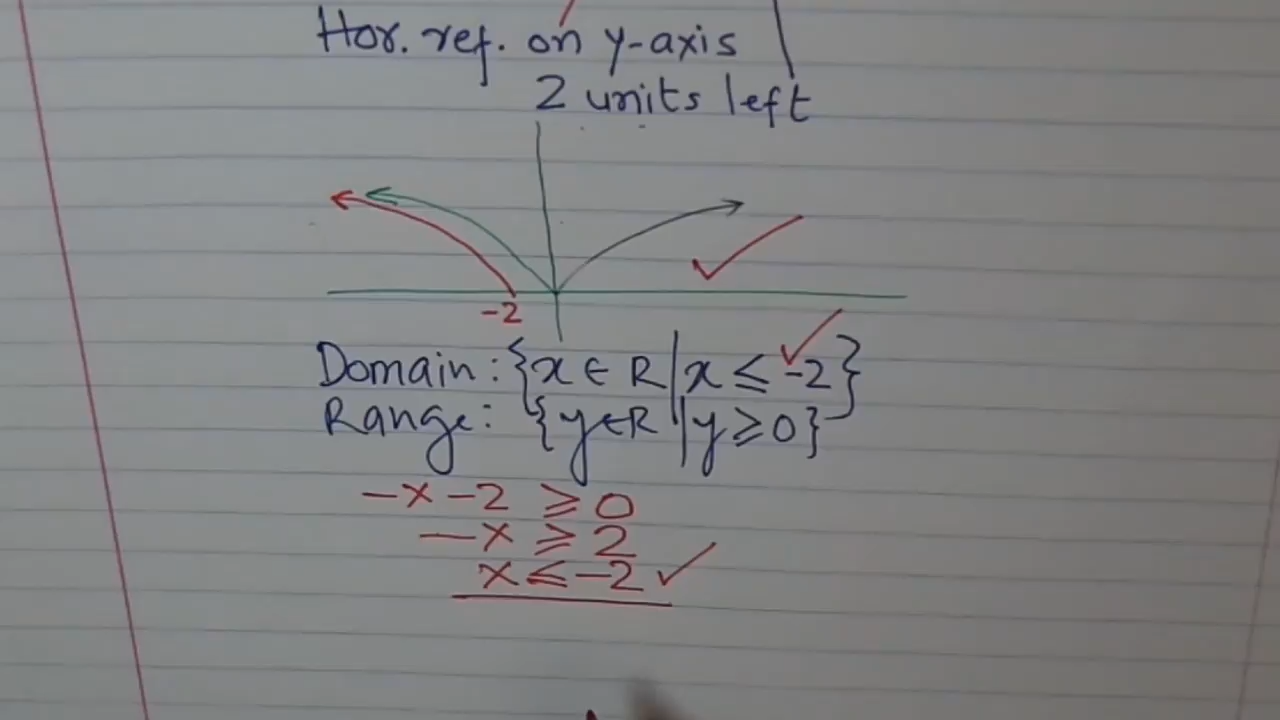 Hor. ref. on y-axis
2 units left
-2
Domain: {x ∈ R | x ≤ -2}
Range: {y ∈ R | y ≥ 0}
-x - 2 ≥ 0
-x ≥ 2
x ≤ -2